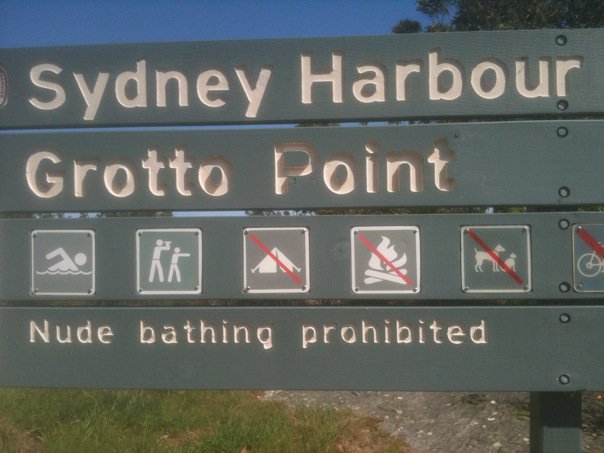 Sydney Harbour
Grotto Point
Nude bathing prohibited